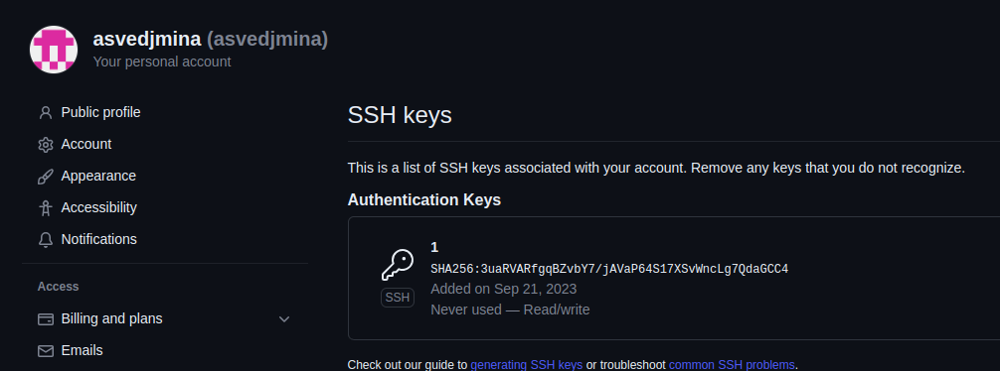 asvedjmina (asvedjmina)
Your personal account
Public profile
Account
Appearance
Accessibility
Notifications
Access
Billing and plans
Emails
SSH keys
This is a list of SSH keys associated with your account. Remove any keys that you do not recognize.
Authentication Keys
1
SHA256:3uaRVARfgqBZvbY7/jAVaP64S17XSvWncLg7QdaGCC4
SSH
Added on Sep 21, 2023
Never used — Read/write
Check out our guide to generating SSH keys or troubleshoot common SSH problems.